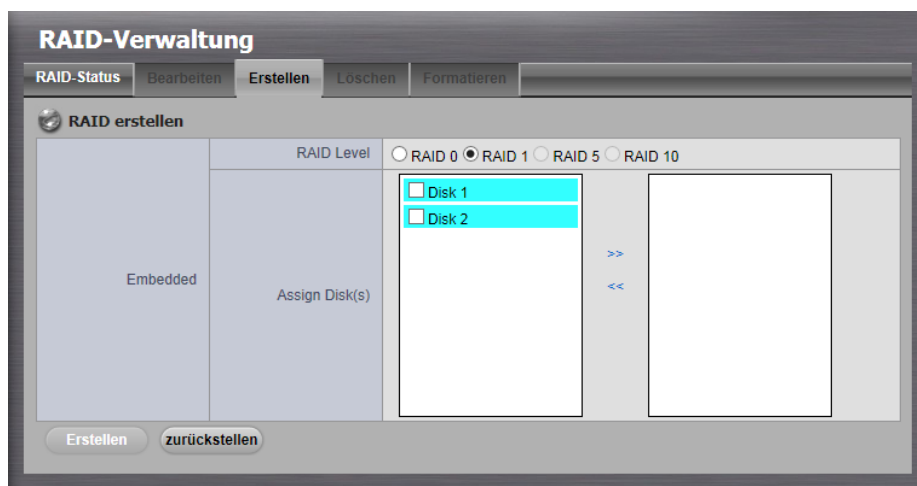 RAID-Verwaltung
RAID-Status Bearbeiten Erstellen Löschen Formatieren
RAID erstellen
RAID Level RAID 0 RAID 1 RAID 5 RAID 10
Disk 1
Disk 2
>>
Embedded
Assign Disk(s)
<<
Erstellen zurückstellen